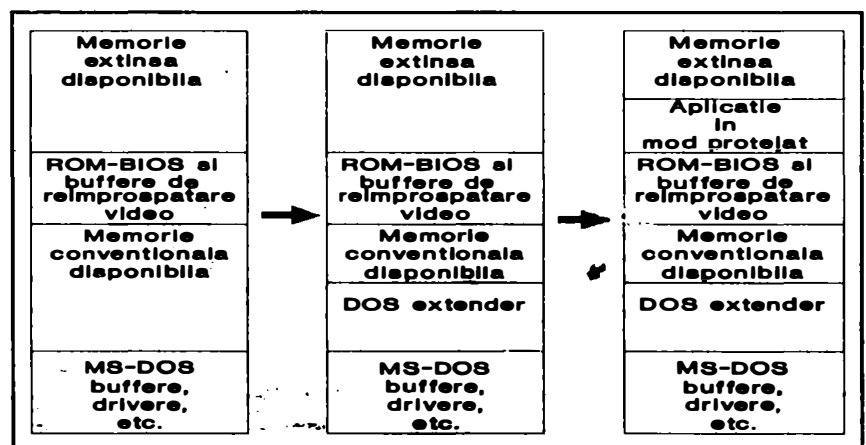 Memorie
extinsa
disponibila
ROM-BIOS si
buffere de
reimprospatare
video
Memorie
conventionala
disponibila
MS-DOS
buffere,
drivere,
etc.
Memorie
extinsa
disponibila
ROM-BIOS si
buffere de
reimprospatare
video
Memorie
conventionala
disponibila
DOS extender
MS-DOS
buffere,
drivere,
etc.
Memorie
extinsa
disponibila
Aplicatie
in
mod protejat
ROM-BIOS si
buffere de
reimprospatare
video
Memorie
conventionala
disponibila
DOS extender
MS-DOS
buffere,
drivere,
etc.